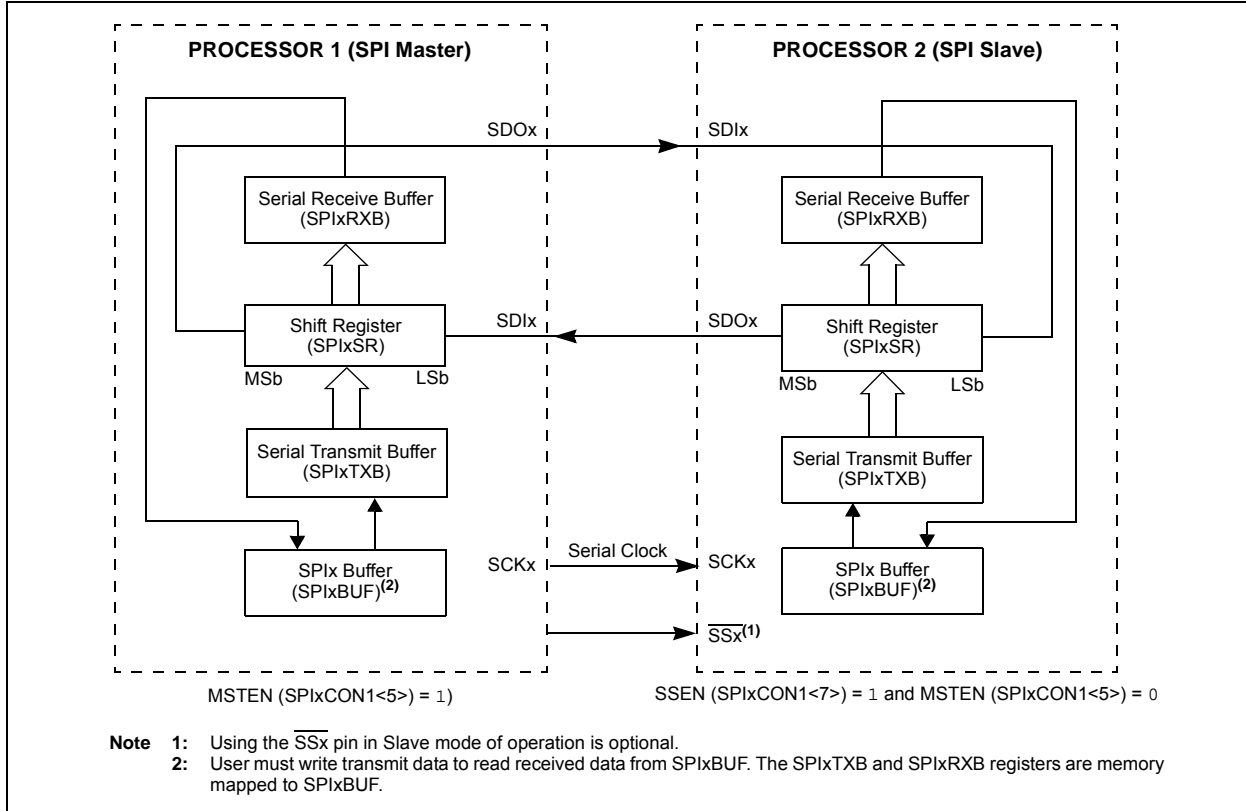 PROCESSOR 1 (SPI Master)
PROCESSOR 2 (SPI Slave)
SDOx
SDIx
Serial Receive Buffer
(SPIxRXB)
Serial Receive Buffer
(SPIxRXB)
Shift Register
(SPIxSR)
SDIx
SDOx
Shift Register
(SPIxSR)
MSb
LSb
MSb
LSb
Serial Transmit Buffer
(SPIxTXB)
Serial Transmit Buffer
(SPIxTXB)
SPIx Buffer
(SPIxBUF)(2)
SCKx
Serial Clock
SCKx
SPIx Buffer
(SPIxBUF)(2)
SSx(1)
MSTEN (SPIxCON1<5>) = 1)
SSEN (SPIxCON1<7>) = 1 and MSTEN (SPIxCON1<5>) = 0
Note 1: Using the SSx pin in Slave mode of operation is optional.
2: User must write transmit data to read received data from SPIxBUF. The SPIxTXB and SPIxRXB registers are memory
mapped to SPIxBUF.